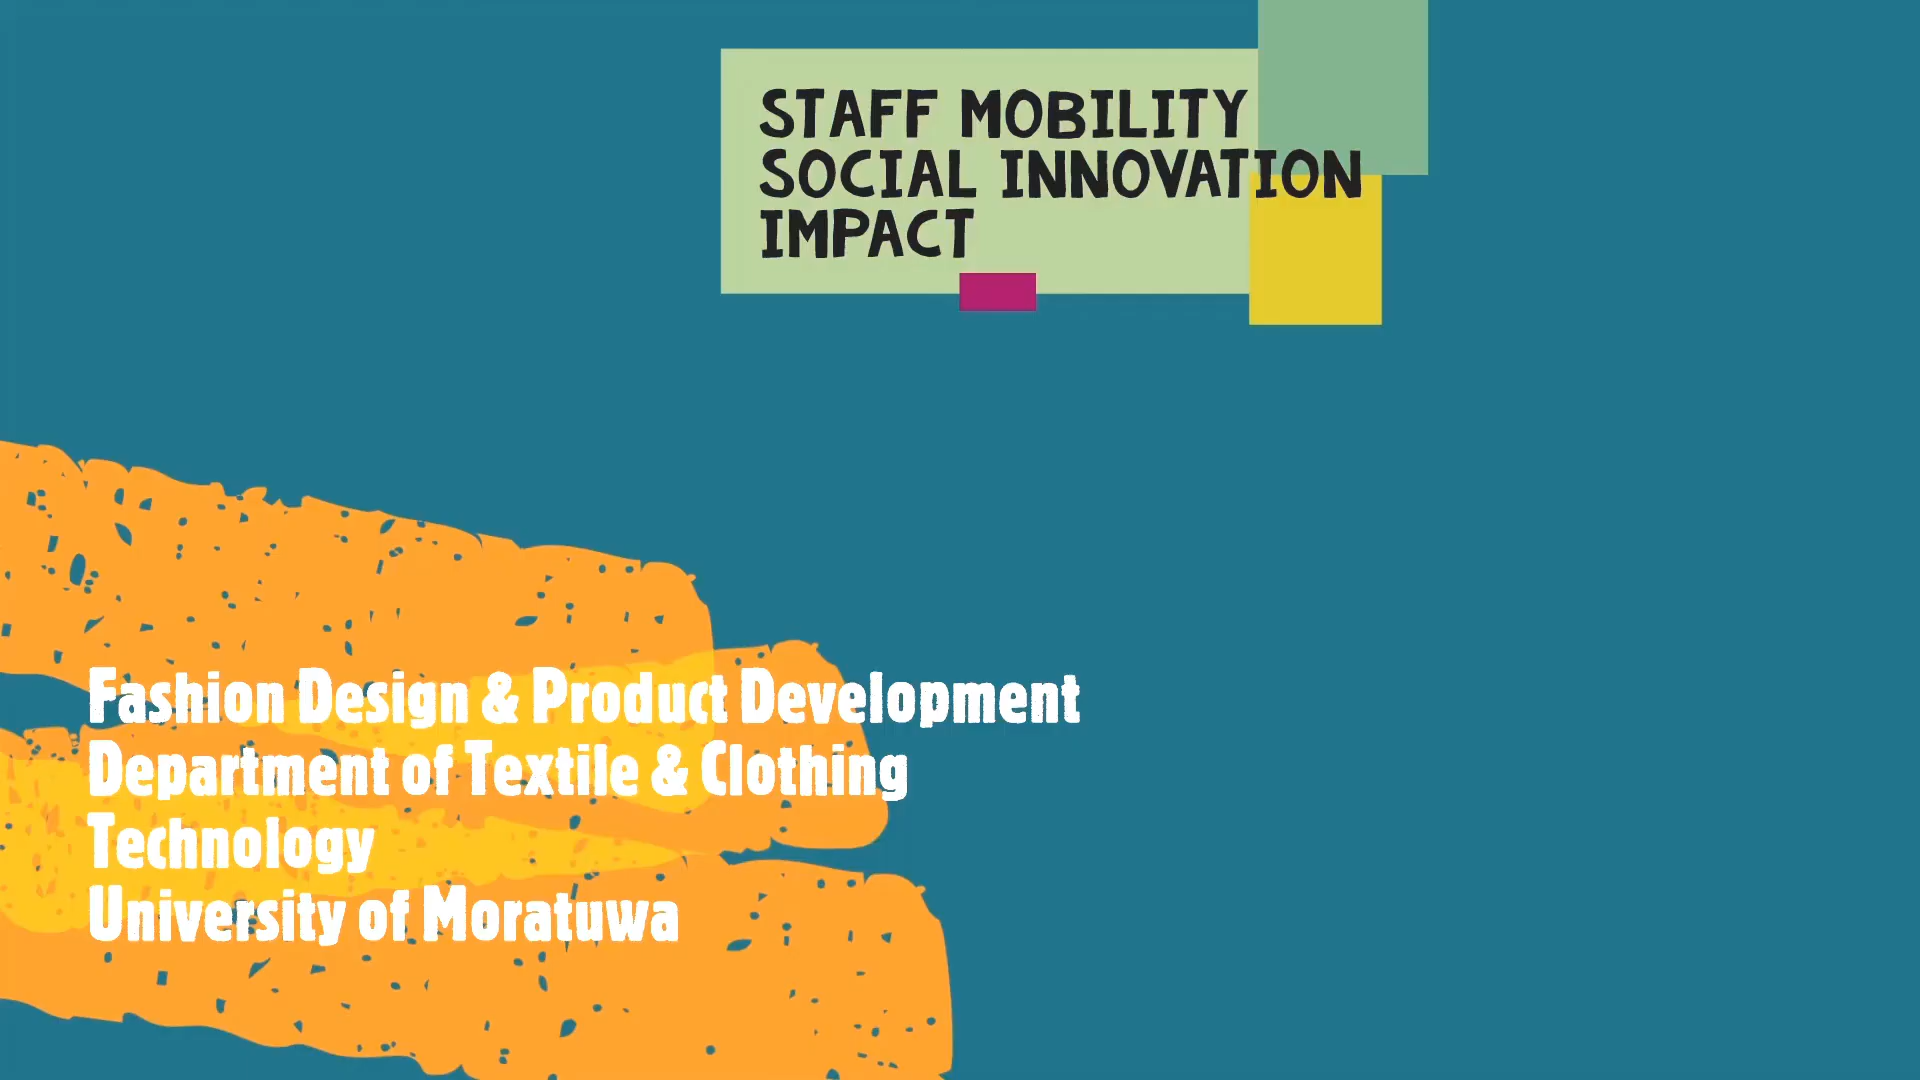 STAFF MOBILITY
SOCIAL INNOVATION
IMPACT
Fashion Design & Product Development
Department of Textile & Clothing
Technology
University of Moratuwa